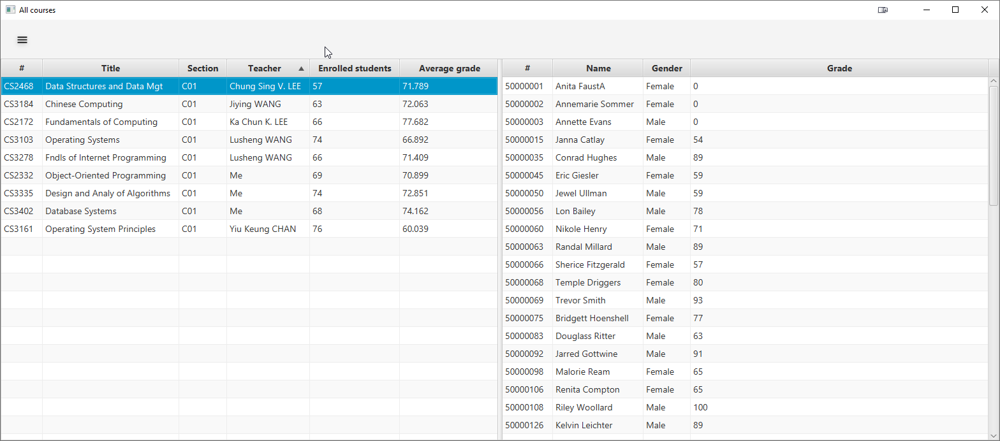 All courses
# Title Section Teacher Enrolled students Average grade
CS2468 Data Structures and Data Mgt C01 Chung Sing V. LEE 57 71.789
CS3184 Chinese Computing C01 Jiying WANG 63 72.063
CS2172 Fundamentals of Computing C01 Ka Chun K. LEE 66 77.682
CS3103 Operating Systems C01 Lusheng WANG 74 66.892
CS3278 Fndls of Internet Programming C01 Lusheng WANG 66 71.409
CS2332 Object-Oriented Programming C01 Me 69 70.899
CS3335 Design and Analy of Algorithms C01 Me 74 72.851
CS3402 Database Systems C01 Me 68 74.162
CS3161 Operating System Principles C01 Yiu Keung CHAN 76 60.039
# Name Gender Grade
50000001 Anita FaustA Female 0
50000002 Annemarie Sommer Female 0
50000003 Annette Evans Male 0
50000015 Janna Catlay Female 54
50000035 Conrad Hughes Male 89
50000045 Eric Giesler Female 59
50000050 Jewel Ullman Male 59
50000056 Lon Bailey Male 78
50000060 Nikole Henry Female 71
50000063 Randal Millard Male 89
50000066 Sherice Fitzgerald Female 57
50000068 Temple Driggers Female 80
50000069 Trevor Smith Male 93
50000075 Bridgett Hoenshell Female 77
50000083 Douglass Ritter Male 63
50000092 Jarred Gottwine Male 91
50000098 Malorie Ream Female 65
50000106 Renita Compton Female 65
50000108 Riley Woollard Male 100
50000126 Kelvin Leichter Male 89